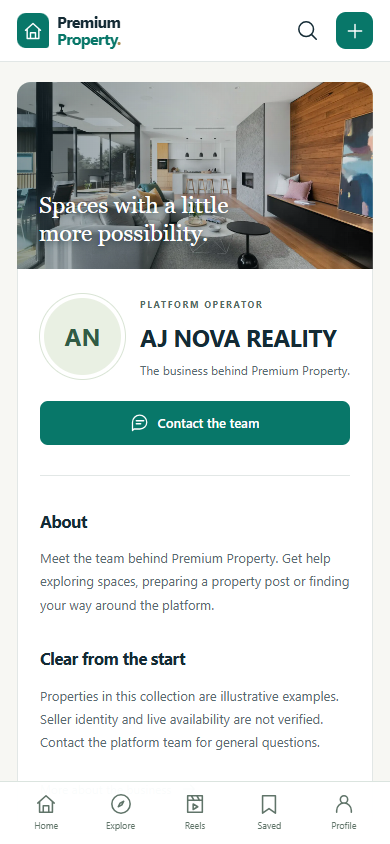 Premium
Property.
Spaces with a little
more possibility.
AN
PLATFORM OPERATOR
AJ NOVA REALITY
The business behind Premium Property.
Contact the team
About
Meet the team behind Premium Property. Get help
exploring spaces, preparing a property post or finding
your way around the platform.
Clear from the start
Properties in this collection are illustrative examples.
Seller identity and live availability are not verified.
Contact the platform team for general questions.
Home
Explore
Reels
Saved
Profile